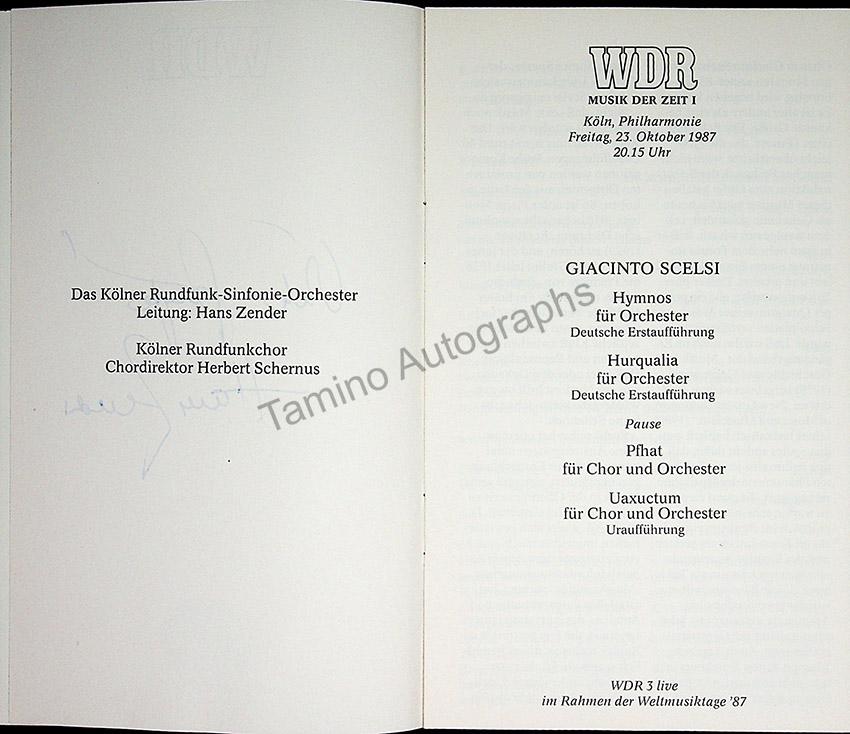 Das Kölner Rundfunk-Sinfonie-Orchester
Leitung: Hans Zender
Kölner Rundfunkchor
Chordirektor Herbert Schernus
Tamino Autographs
WDR
MUSIK DER ZEIT I
Köln, Philharmonie
Freitag, 23. Oktober 1987
20.15 Uhr
GIACINTO SCELSI
Hymnos
für Orchester
Deutsche Erstaufführung
Hurqualia
für Orchester
Deutsche Erstaufführung
Pause
Pfhat
für Chor und Orchester
Uaxuctum
für Chor und Orchester
Uraufführung
WDR 3 live
im Rahmen der Weltmusiktage '87